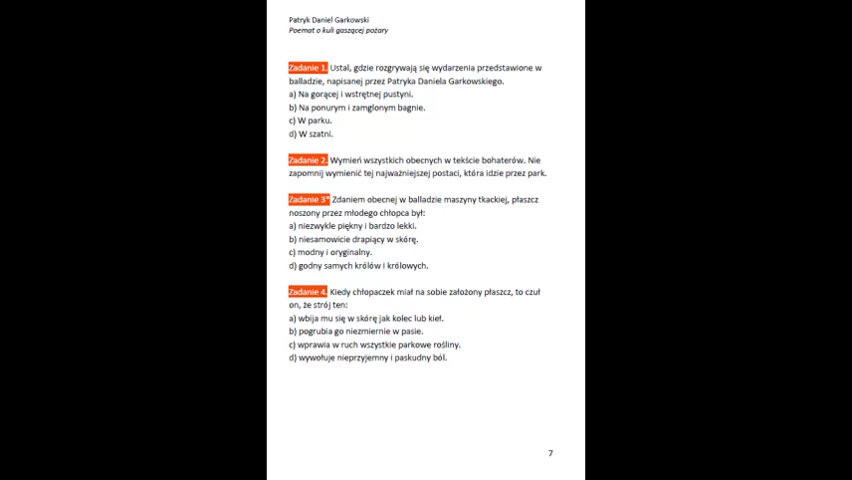 Patryk Daniel Garkowski
Poemat o kuli gaszącej pożary
Zadanie 1. Ustal, gdzie rozgrywają się wydarzenia przedstawione w
balladzie, napisanej przez Patryka Daniela Garkowskiego.
a) Na gorącej i wstrętnej pustyni.
b) Na ponurym i zamglonym bagnie.
c) W parku.
d) W szatni.
Zadanie 2. Wymień wszystkich obecnych w tekście bohaterów. Nie
zapomnij wymienić tej najważniejszej postaci, która idzie przez park.
Zadanie 3* Zdaniem obecnej w balladzie maszyny tkackiej, płaszcz
noszony przez młodego chłopca był:
a) niezwykle piękny i bardzo lekki.
b) niesamowicie drapiący w skórę.
c) modny i oryginalny.
d) godny samych królów i królowych.
Zadanie 4. Kiedy chłopaczek miał na sobie założony płaszcz, to czuł
on, że strój ten:
a) wbija mu się w skórę jak kolec lub kieł.
b) pogrubia go niezmiernie w pasie.
c) wprawia w ruch wszystkie parkowe rośliny.
d) wywołuje nieprzyjemny i paskudny ból.
7